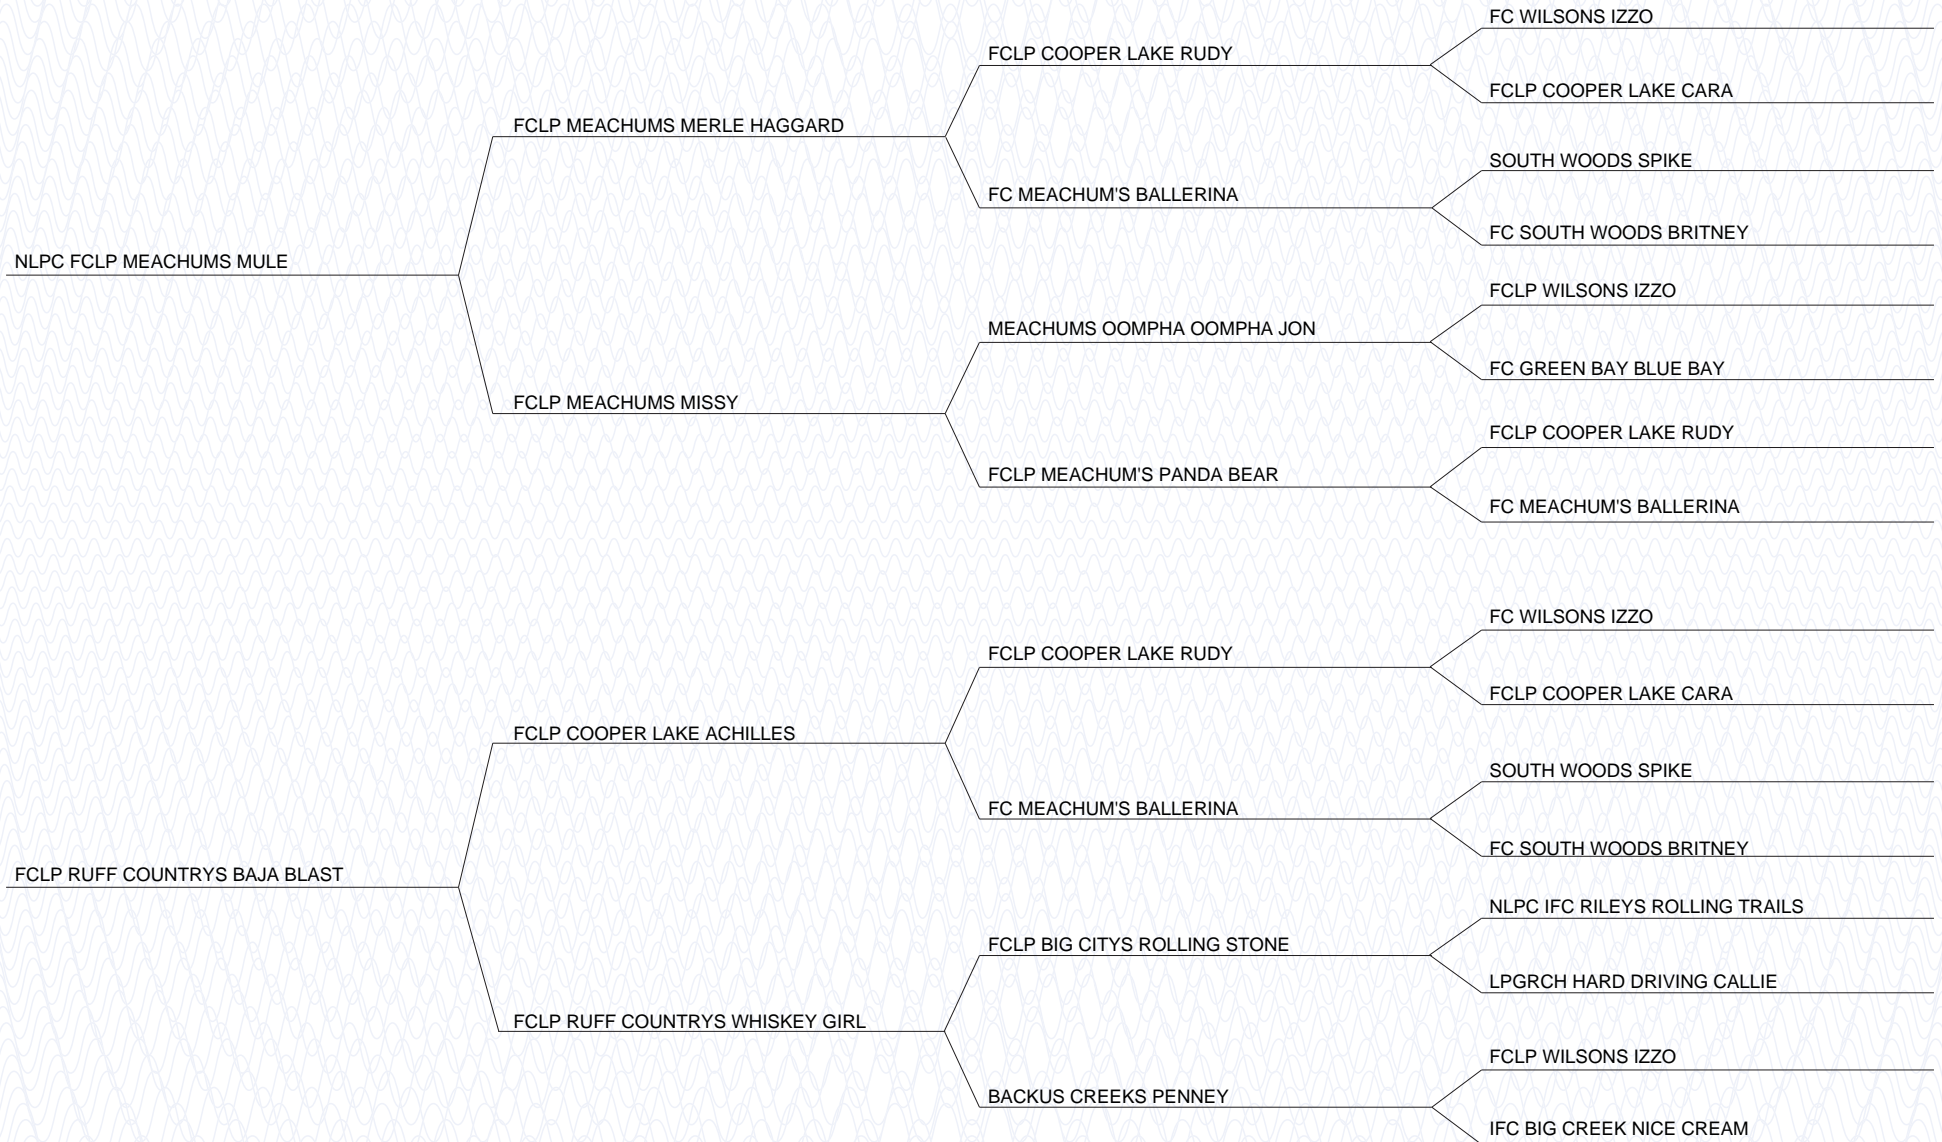 FC WILSONS IZZO
FCLP COOPER LAKE RUDY
FCLP COOPER LAKE CARA
FCLP MEACHUMS MERLE HAGGARD
SOUTH WOODS SPIKE
FC MEACHUM'S BALLERINA
FC SOUTH WOODS BRITNEY
NLPC FCLP MEACHUMS MULE
FCLP WILSONS IZZO
MEACHUMS OOMPHA OOMPHA JON
FC GREEN BAY BLUE BAY
FCLP MEACHUMS MISSY
FCLP COOPER LAKE RUDY
FCLP MEACHUM'S PANDA BEAR
FC MEACHUM'S BALLERINA
FC WILSONS IZZO
FCLP COOPER LAKE RUDY
FCLP COOPER LAKE CARA
FCLP COOPER LAKE ACHILLES
SOUTH WOODS SPIKE
FC MEACHUM'S BALLERINA
FC SOUTH WOODS BRITNEY
FCLP RUFF COUNTRYS BAJA BLAST
NLPC IFC RILEYS ROLLING TRAILS
FCLP BIG CITYS ROLLING STONE
LPGRCH HARD DRIVING CALLIE
FCLP RUFF COUNTRYS WHISKEY GIRL
FCLP WILSONS IZZO
BACKUS CREEKS PENNEY
IFC BIG CREEK NICE CREAM